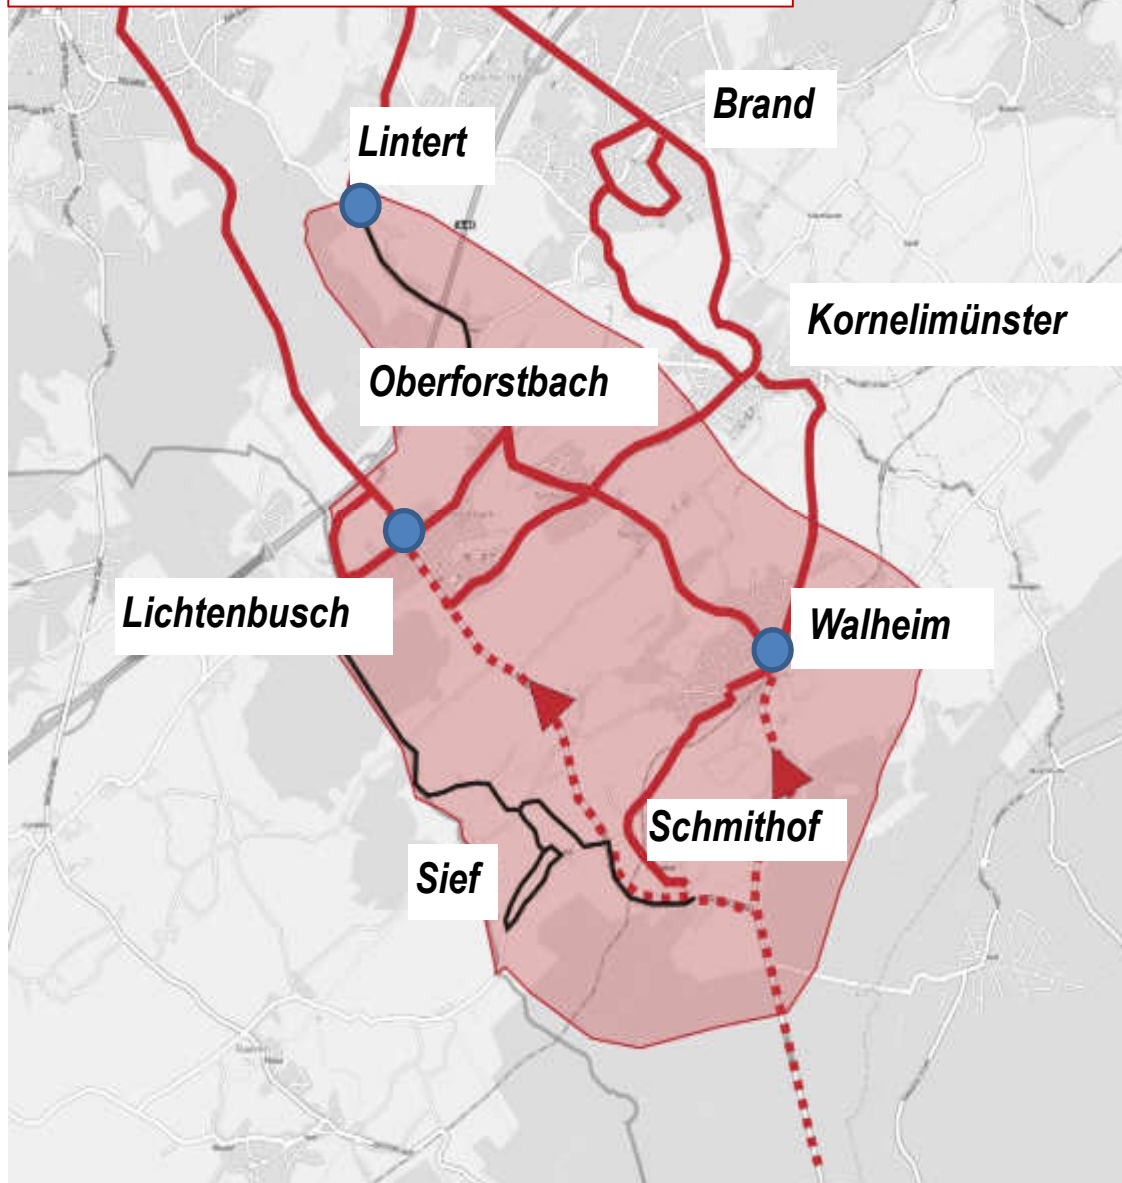 Brand
Lintert
Kornelimünster
Oberforstbach
Lichtenbusch
Walheim
Schmithof
Sief